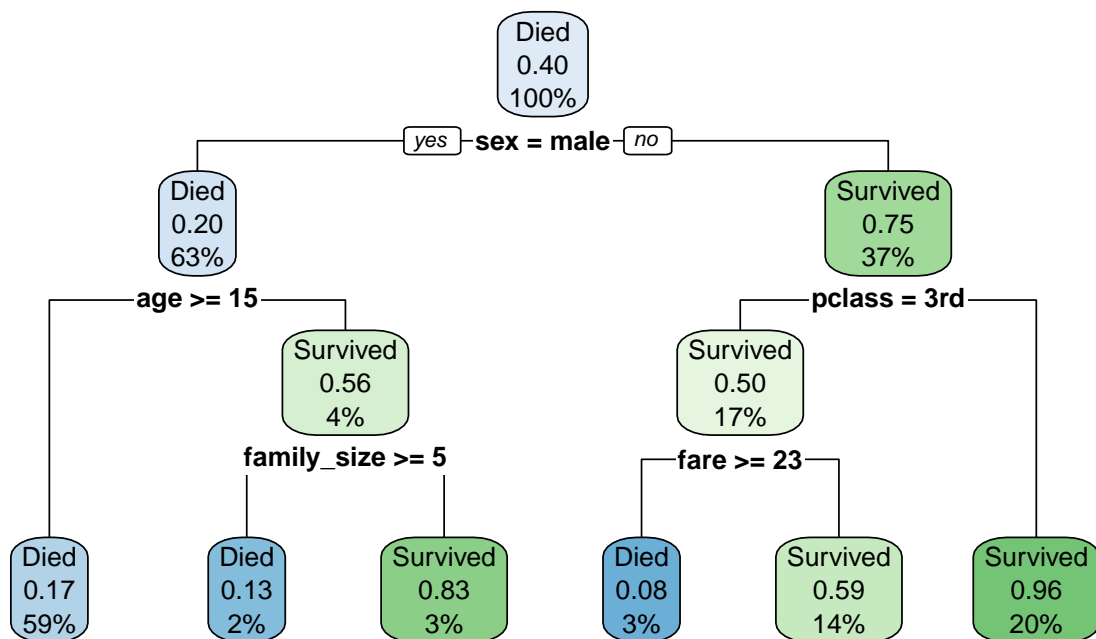 Died
0.40
100%
yes sex = male no
Died
0.20
63%
Survived
0.75
37%
age >= 15
pclass = 3rd
Survived
0.56
4%
Survived
0.50
17%
family_size >= 5
fare >= 23
Died
0.17
59%
Died
0.13
2%
Survived
0.83
3%
Died
0.08
3%
Survived
0.59
14%
Survived
0.96
20%